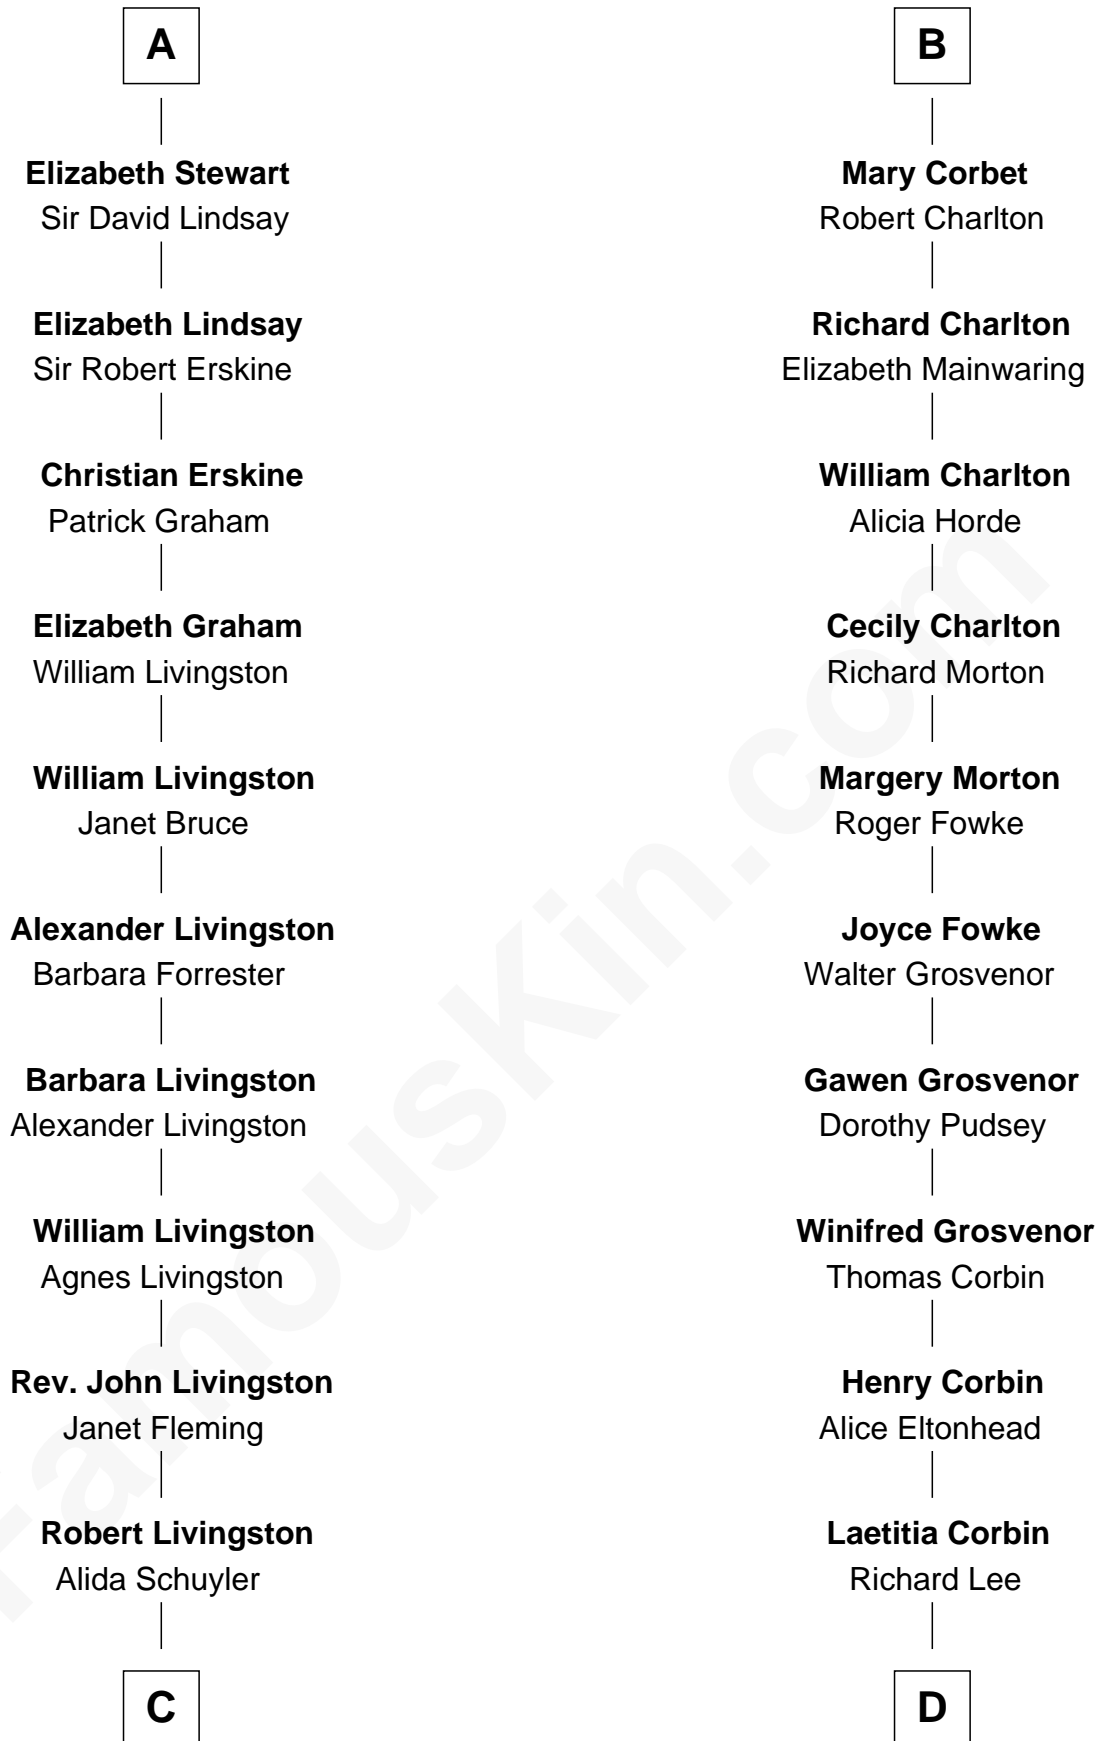 A
Elizabeth Stewart
Sir David Lindsay
Elizabeth Lindsay
Sir Robert Erskine
Christian Erskine
Patrick Graham
Elizabeth Graham
William Livingston
William Livingston
Janet Bruce
Alexander Livingston
Barbara Forrester
Barbara Livingston
Alexander Livingston
William Livingston
Agnes Livingston
Rev. John Livingston
Janet Fleming
Robert Livingston
Alida Schuyler
C
B
Mary Corbet
Robert Charlton
Richard Charlton
Elizabeth Mainwaring
William Charlton
Alicia Horde
Cecily Charlton
Richard Morton
Margery Morton
Roger Fowke
Joyce Fowke
Walter Grosvenor
Gawen Grosvenor
Dorothy Pudsey
Winifred Grosvenor
Thomas Corbin
Henry Corbin
Alice Eltonhead
Laetitia Corbin
Richard Lee
D
FamousKin.com